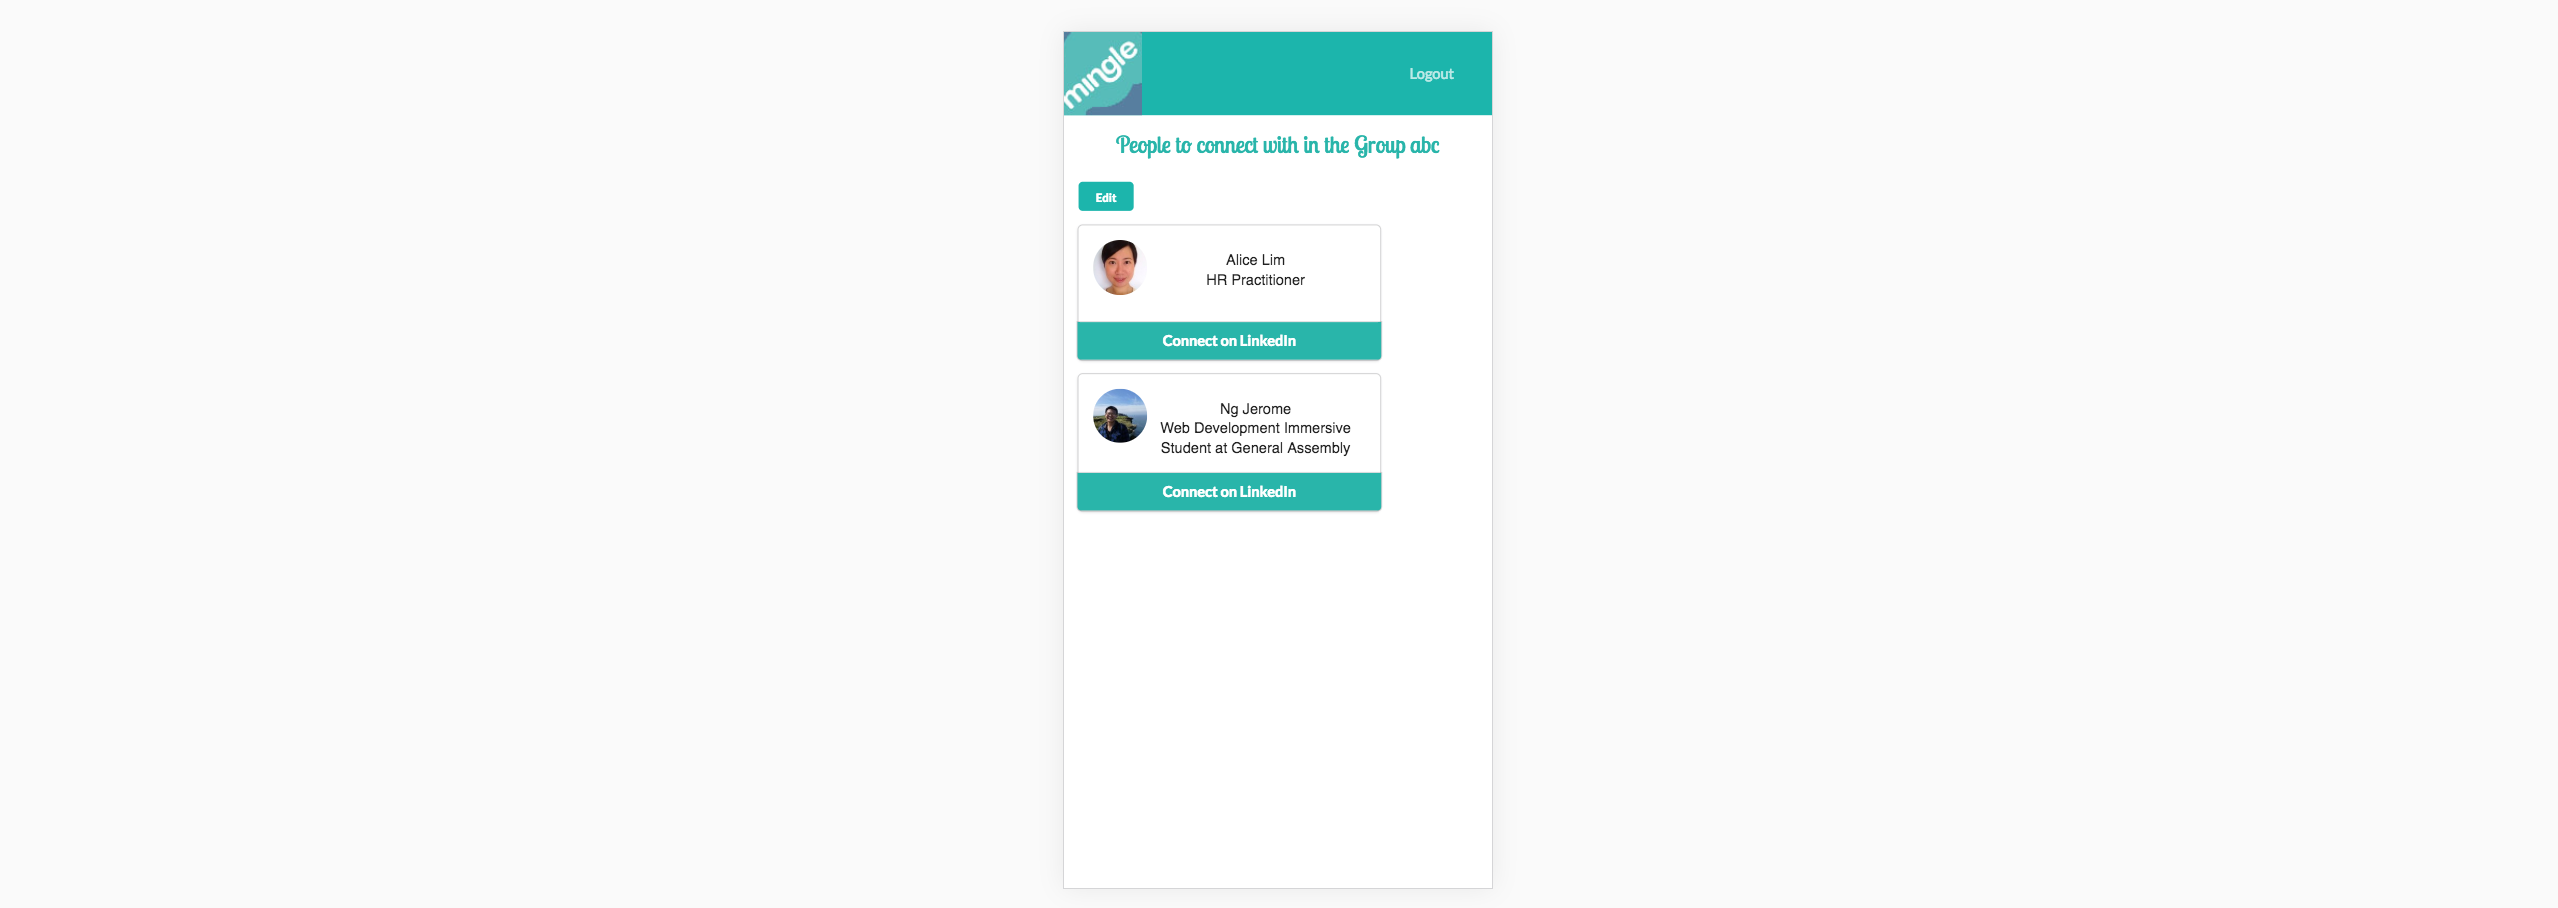 mingle
Logout
People to connect with in the Group abc
Edit
Alice Lim
HR Practitioner
Connect on LinkedIn
Ng Jerome
Web Development Immersive
Student at General Assembly
Connect on LinkedIn